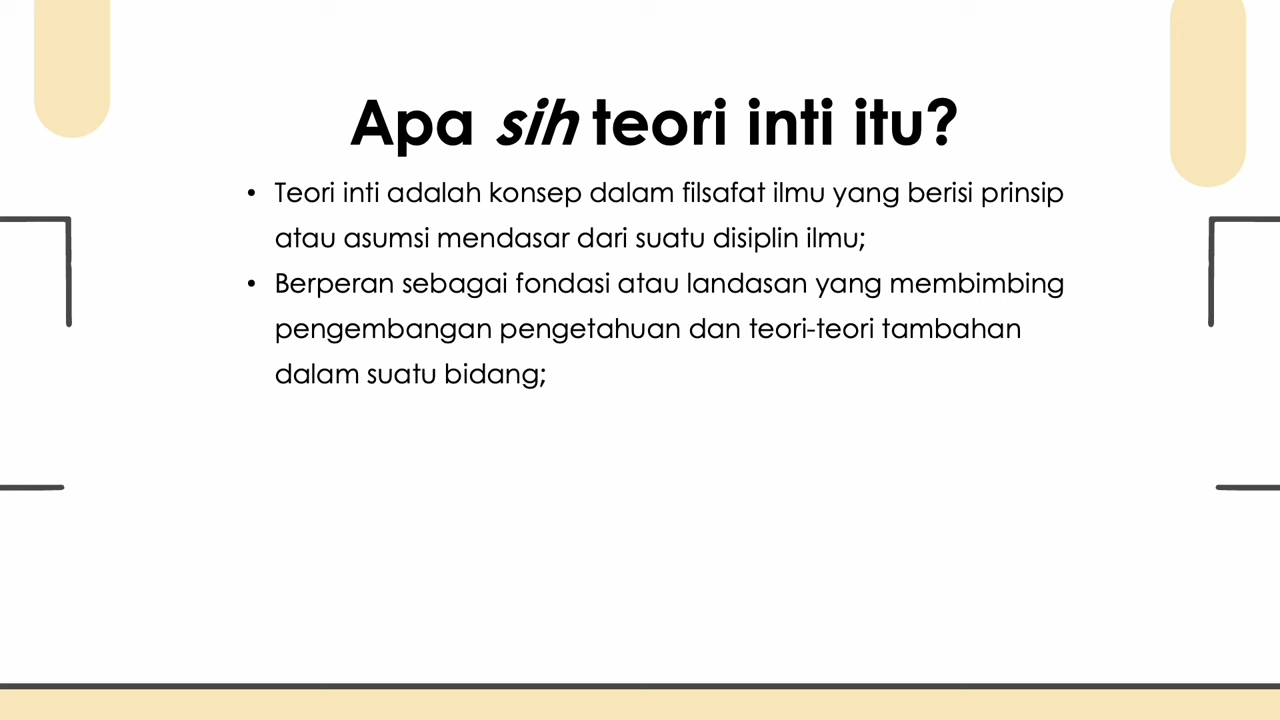 Apa sih teori inti itu?
• Teori inti adalah konsep dalam filsafat ilmu yang berisi prinsip
atau asumsi mendasar dari suatu disiplin ilmu;
• Berperan sebagai fondasi atau landasan yang membimbing
pengembangan pengetahuan dan teori-teori tambahan
dalam suatu bidang;